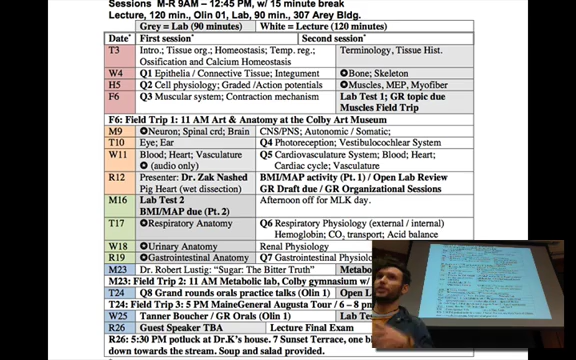 Sessions M-R 9AM – 12:45 PM, w/ 15 minute break
Lecture, 120 min., Olin 01, Lab, 90 min., 307 Arey Bldg.
Grey = Lab (90 minutes) White = Lecture (120 minutes)
Date* First session* Second session*
T3 Intro.; Tissue org.; Homeostasis; Temp. reg.; Terminology, Tissue Hist.
Ossification and Calcium Homeostasis
W4 Q1 Epithelia / Connective Tissue; Integument ✪Bone; Skeleton
H5 Q2 Cell physiology; Graded /Action potentials ✪Muscles, MEP, Myofiber
F6 Q3 Muscular system; Contraction mechanism Lab Test 1; GR topic due
Muscles Field Trip
F6: Field Trip 1: 11 AM Art & Anatomy at the Colby Art Museum
M9 ✪Neuron; Spinal crd; Brain CNS/PNS; Autonomic / Somatic;
T10 Eye; Ear Q4 Photoreception; Vestibulocochlear System
W11 Blood; Heart; Vasculature Q5 Cardiovasculature System; Blood; Heart;
✪ (audio only) Cardiac cycle; Vasculature
R12 Presenter: Dr. Zak Nashed BMI/MAP activity (Pt. 1) / Open Lab Review
Pig Heart (wet dissection) GR Draft due / GR Organizational Sessions
M16 Lab Test 2 Afternoon off for MLK day.
BMI/MAP due (Pt. 2)
T17 ✪Respiratory Anatomy Q6 Respiratory Physiology (external / internal)
Hemoglobin; CO2 transport; Acid balance
W18 ✪Urinary Anatomy Renal Physiology
R19 ✪Gastrointestinal Anatomy Q7 Gastrointestinal Physiolo
M23 Dr. Robert Lustig: "Sugar: The Bitter Truth" Metabo
M23: Field Trip 2: 11 AM Metabolic lab, Colby gymnasium w/
T24 Q8 Grand rounds orals practice talks (Olin 1) Open L
T24: Field Trip 3: 5 PM MaineGeneral Augusta Tour / 6 – 8 pm
W25 Tanner Boucher / GR Orals (Olin 1) Lab Tes
R26 Guest Speaker TBA Lecture Final Exam
R26: 5:30 PM potluck at Dr.K's house. 7 Sunset Terrace, one bl
down towards the stream. Soup and salad provided.